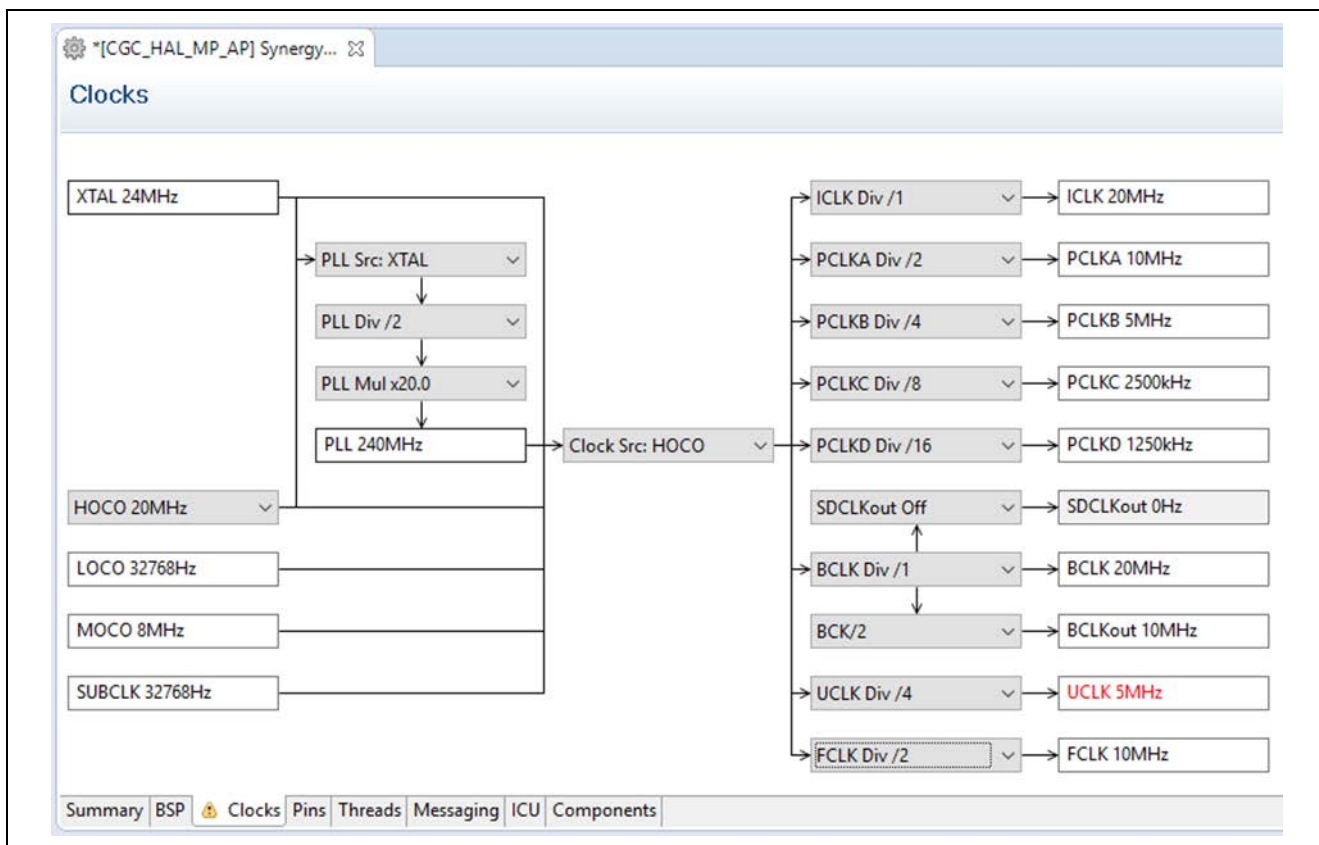 *[CGC_HAL_MP_AP] Synergy...
Clocks
XTAL 24MHz
PLL Src: XTAL
PLL Div /2
PLL Mul x20.0
PLL 240MHz
HOCO 20MHz
LOCO 32768Hz
MOCO 8MHz
SUBCLK 32768Hz
Clock Src: HOCO
ICLK Div /1
ICLK 20MHz
PCLKA Div /2
PCLKA 10MHz
PCLKB Div /4
PCLKB 5MHz
PCLKC Div /8
PCLKC 2500kHz
PCLKD Div /16
PCLKD 1250kHz
SDCLKout Off
SDCLKout 0Hz
BCLK Div /1
BCLK 20MHz
BCK/2
BCLKout 10MHz
UCLK Div /4
UCLK 5MHz
FCLK Div /2
FCLK 10MHz
Summary BSP Clocks Pins Threads Messaging ICU Components